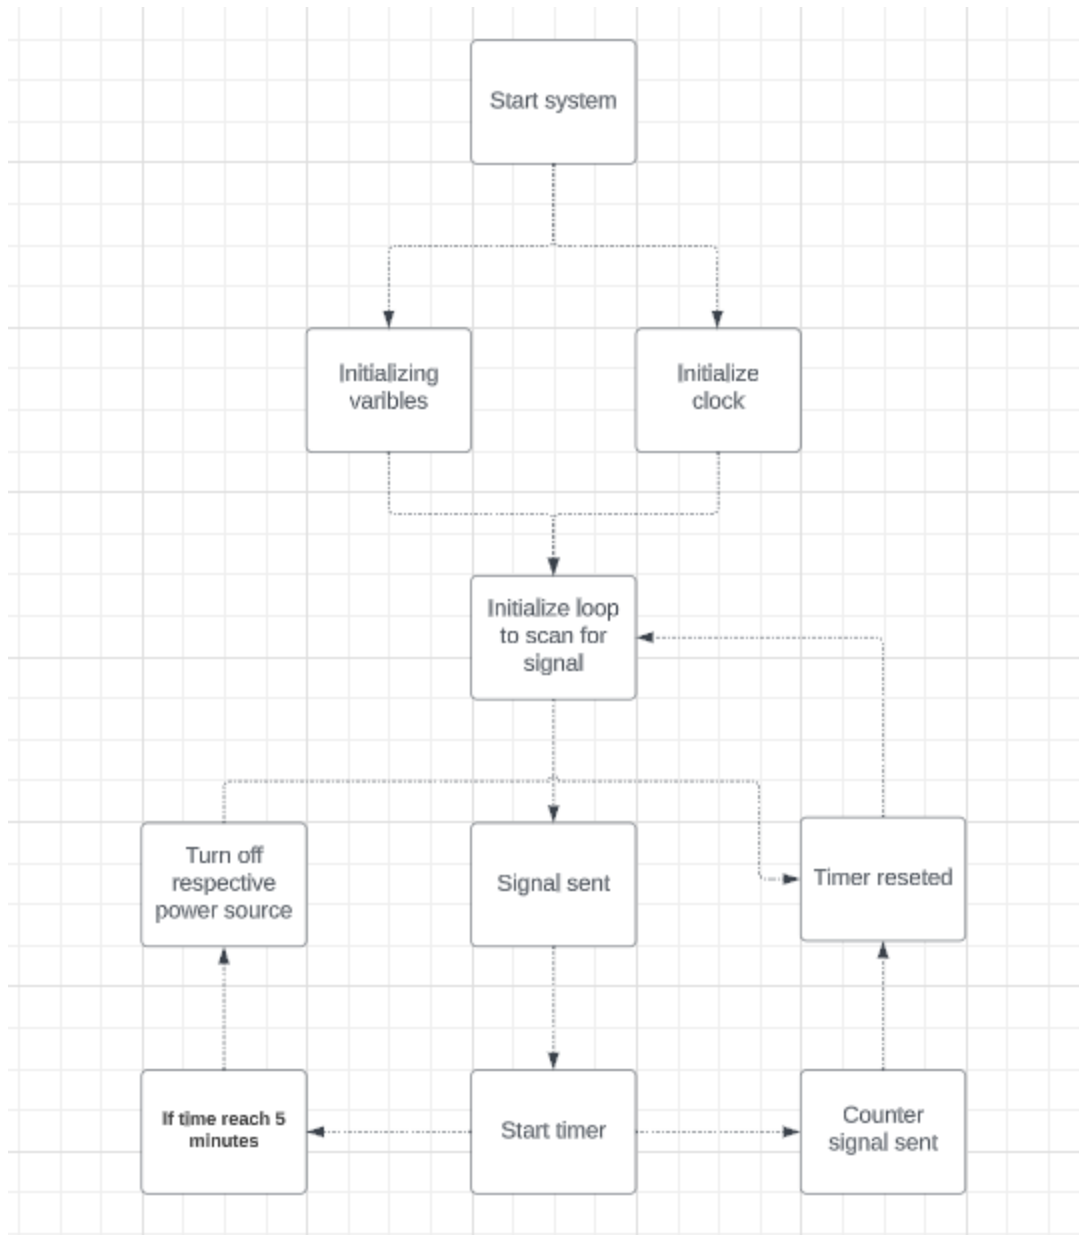 Start system
Initializing
varibles
Initialize
clock
Initialize loop
to scan for
signal
Turn off
respective
power source
Signal sent
Timer reseted
If time reach 5
minutes
Start timer
Counter
signal sent